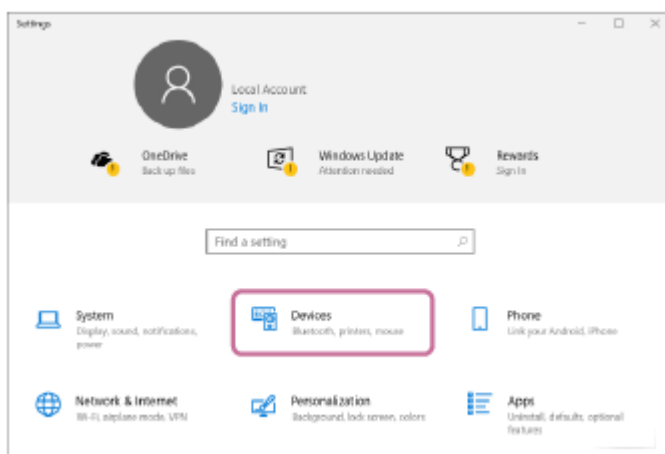 Settings
Local Account
Sign In
OneDrive
Back up files
Windows Update
Attention needed
Rewards
Sign In
Find a setting
System
Display, sound, notifications,
power
Devices
Bluetooth, printers, mouse
Phone
Link your Android, iPhone
Network & Internet
Wi-Fi, airplane mode, VPN
Personalization
Background, lock screen, colors
Apps
Uninstall, defaults, optional
features